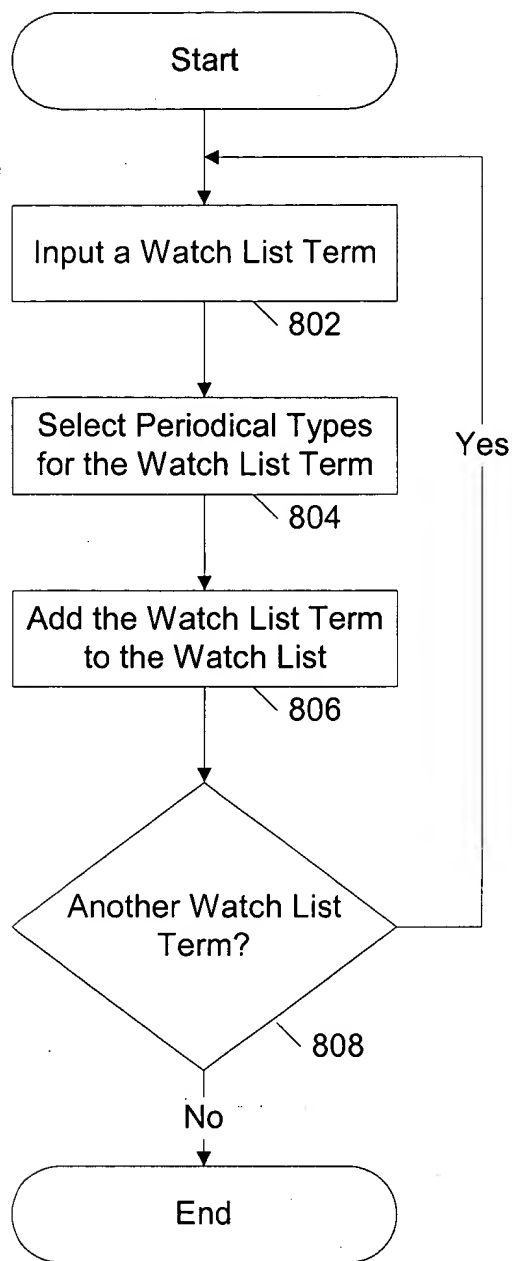 Start
Input a Watch List Term
802
Select Periodical Types
for the Watch List Term
804
Yes
Add the Watch List Term
to the Watch List
806
Another Watch List
Term?
808
No
End